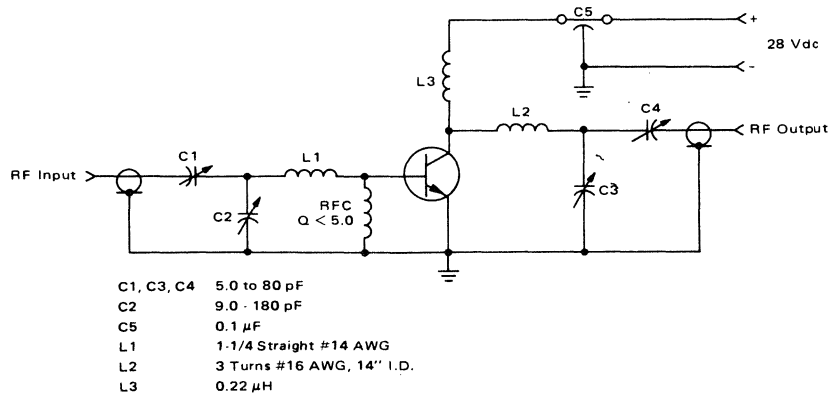 C5
+
28 Vdc
-
L3
L2
C4
RF Output
C1
L1
RF Input
C2
RFC
Q < 5.0
C3
C1, C3, C4 5.0 to 80 pF
C2 9.0 - 180 pF
C5 0.1 μF
L1 1-1/4 Straight #14 AWG
L2 3 Turns #16 AWG, 14" I.D.
L3 0.22 μH